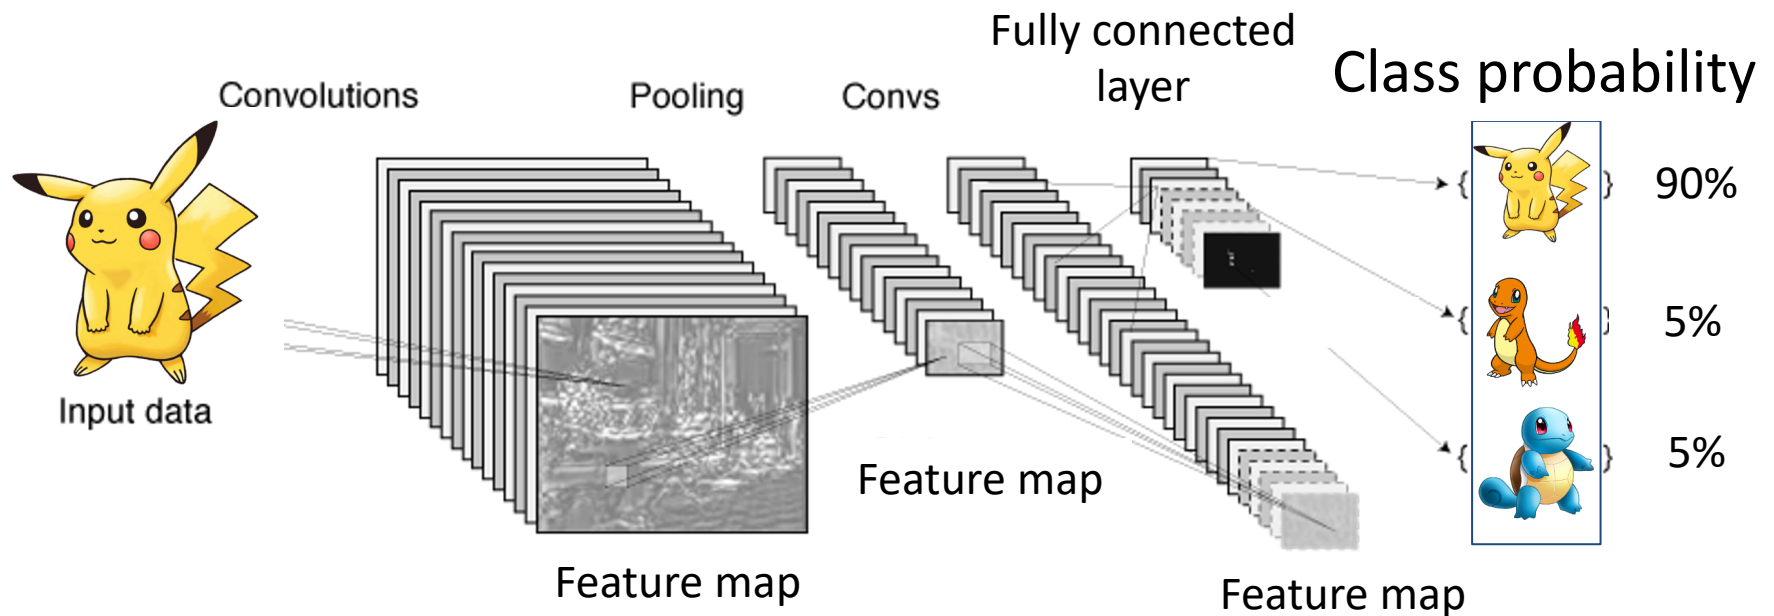 Fully connected
layer
Class probability
Convolutions
Pooling
Convs
{ } 90%
{ } 5%
{ } 5%
Input data
Feature map
Feature map
Feature map